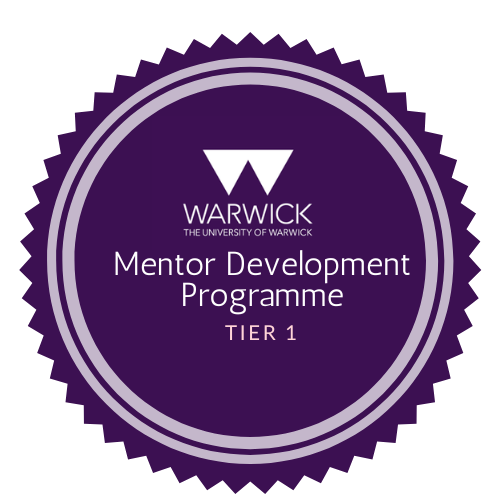 WARWICK
THE UNIVERSITY OF WARWICK
Mentor Development
Programme
TIER 1